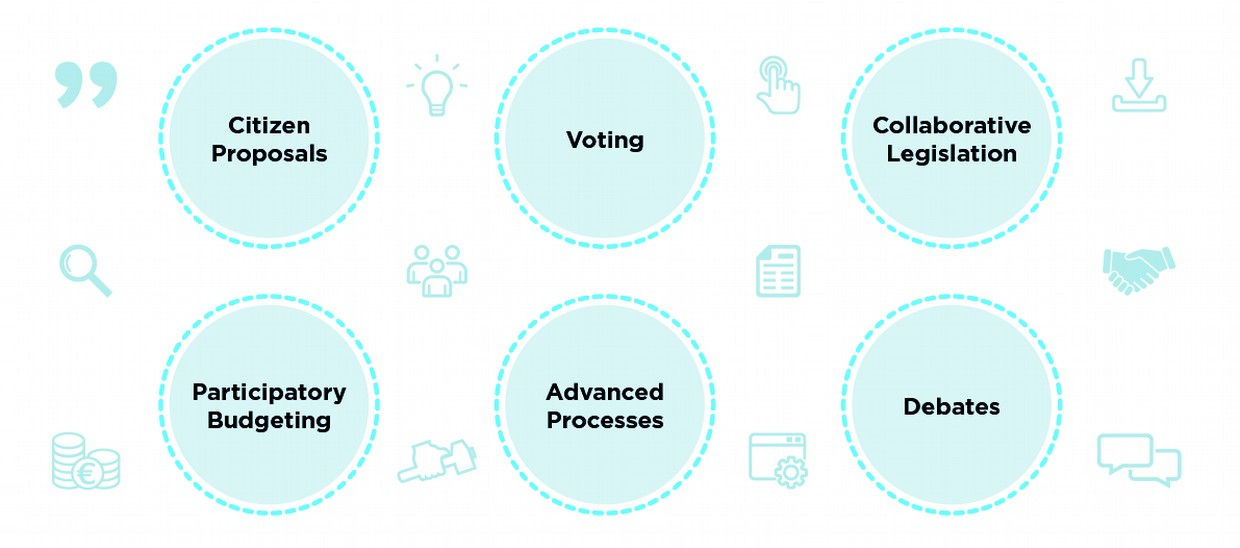 Citizen
Proposals
Voting
Collaborative
Legislation
Participatory
Budgeting
Advanced
Processes
Debates